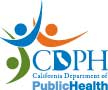 CDPH
California Department of
PublicHealth